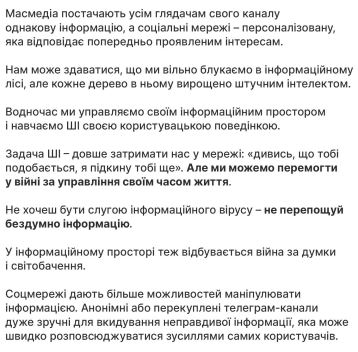 Масмедіа постачають усім глядачам свого каналу
однакову інформацію, а соціальні мережі – персоналізовану,
яка відповідає попередньо проявленим інтересам.
Нам може здаватися, що ми вільно блукаємо в інформаційному
лісі, але кожне дерево в ньому вирощено штучним інтелектом.
Водночас ми управляємо своїм інформаційним простором
і навчаємо ШІ своєю користувацькою поведінкою.
Задача ШІ – довше затримати нас у мережі: «дивись, що тобі
подобається, я підкину тобі ще». Але ми можемо перемогти
у війні за управління своїм часом життя.
Не хочеш бути слугою інформаційного вірусу – не перепощуй
бездумно інформацію.
У інформаційному просторі теж відбувається війна за думки
і світобачення.
Соцмережі дають більше можливостей маніпулювати
інформацією. Анонімні або перекуплені телеграм-канали
дуже зручні для вкидування неправдивої інформації, яка може
швидко розповсюджуватися зусиллями самих користувачів.